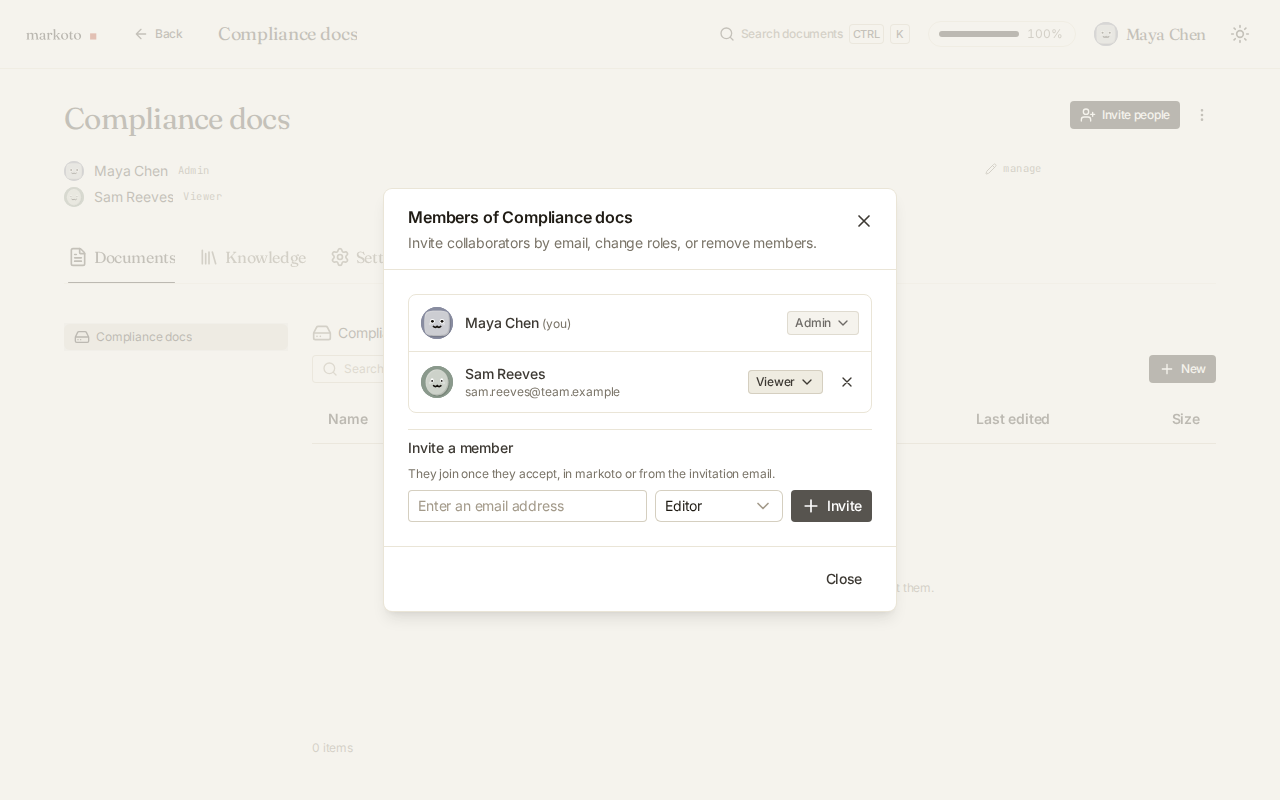 markoto
Back
Compliance docs
Search documents CTRL K
100%
Maya Chen
Compliance docs
Invite people
Maya Chen Admin
manage
Sam Reeves Viewer
Documents
Knowledge
Sett
Compliance docs
Compli
Search
New
Name
Last edited
Size
t them.
0 items
Members of Compliance docs
Invite collaborators by email, change roles, or remove members.
Maya Chen (you)
Admin
Sam Reeves
sam.reeves@team.example
Viewer
Invite a member
They join once they accept, in markoto or from the invitation email.
Enter an email address
Editor
Invite
Close